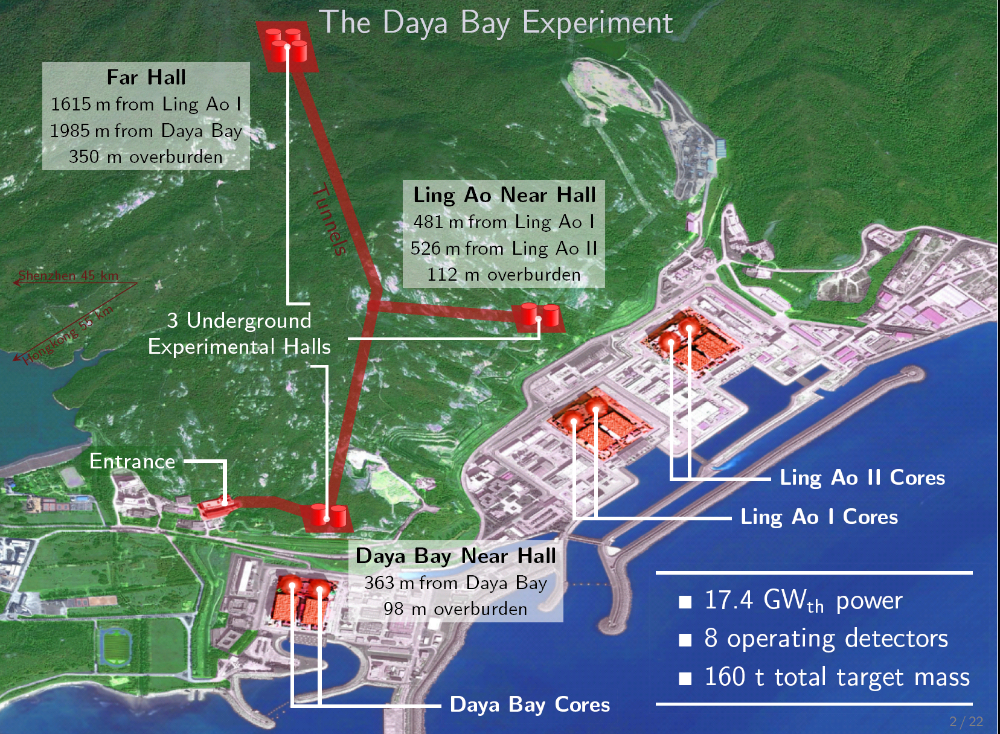 The Daya Bay Experiment
Far Hall
1615 m from Ling Ao I
1985 m from Daya Bay
350 m overburden
Tunnels
Ling Ao Near Hall
481 m from Ling Ao I
526 m from Ling Ao II
112 m overburden
Shenzhen 45 km
Hongkong 55 km
3 Underground
Experimental Halls
Entrance
Ling Ao II Cores
Ling Ao I Cores
Daya Bay Near Hall
363 m from Daya Bay
98 m overburden
■ 17.4 GWth power
■ 8 operating detectors
■ 160 t total target mass
Daya Bay Cores
2 / 22